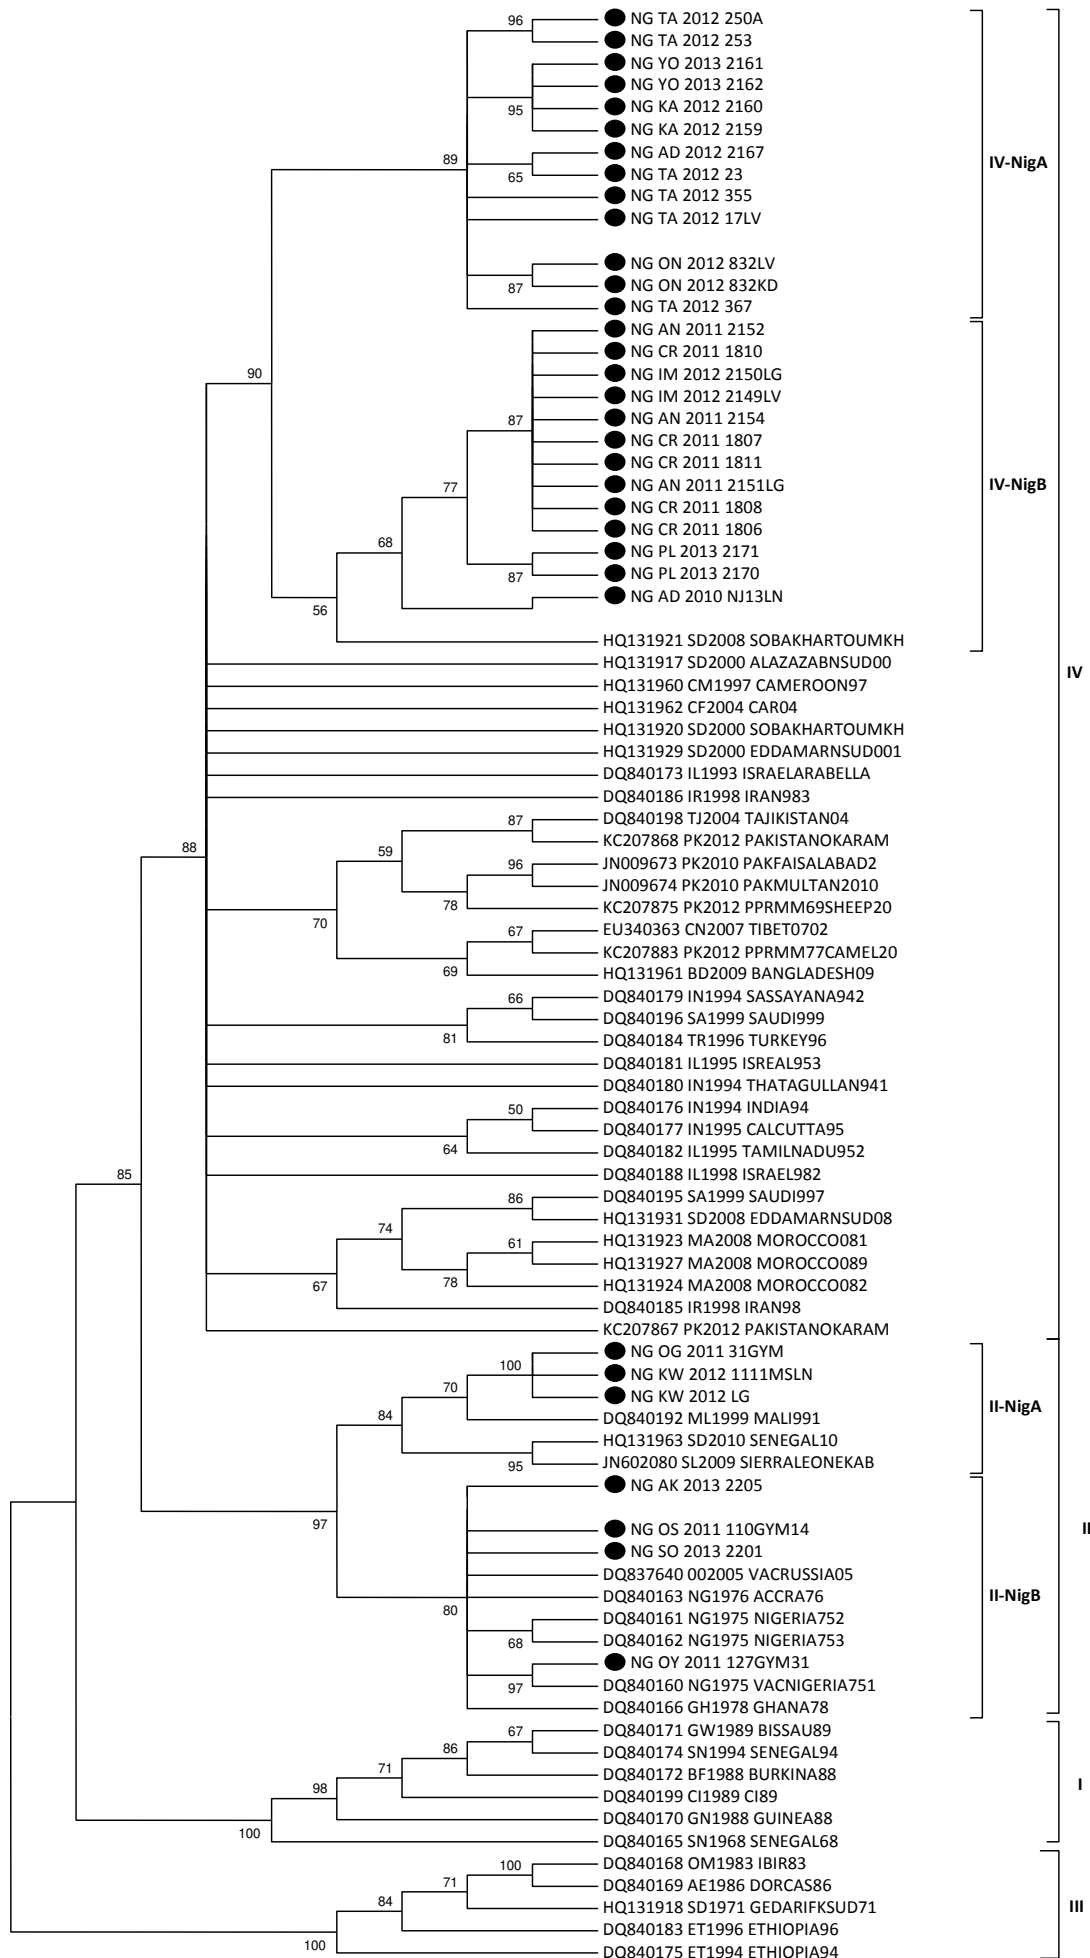 NG TA 2012 250A
96
NG TA 2012 253
NG YO 2013 2161
NG YO 2013 2162
NG KA 2012 2160
95
NG KA 2012 2159
NG AD 2012 2167
89
IV-NigA
NG TA 2012 23
65
NG TA 2012 355
NG TA 2012 17LV
NG ON 2012 832LV
NG ON 2012 832KD
87
NG TA 2012 367
NG AN 2011 2152
NG CR 2011 1810
90
NG IM 2012 2150LG
NG IM 2012 2149LV
NG AN 2011 2154
87
NG CR 2011 1807
NG CR 2011 1811
77
NG AN 2011 2151LG
IV-NigB
NG CR 2011 1808
NG CR 2011 1806
68
NG PL 2013 2171
NG PL 2013 2170
87
NG AD 2010 NJ13LN
56
HQ131921 SD2008 SOBAKHARTOUMKH
HQ131917 SD2000 ALAZAZABNSUD00
IV
HQ131960 CM1997 CAMEROON97
HQ131962 CF2004 CAR04
HQ131920 SD2000 SOBAKHARTOUMKH
HQ131929 SD2000 EDDAMARNSUD001
DQ840173 IL1993 ISRAELARABELLA
DQ840186 IR1998 IRAN983
87
DQ840198 TJ2004 TAJIKISTAN04
KC207868 PK2012 PAKISTANOKARAM
88
59
96
JN009673 PK2010 PAKFAISALABAD2
JN009674 PK2010 PAKMULTAN2010
78
KC207875 PK2012 PPRMM69SHEEP20
70
67
EU340363 CN2007 TIBET0702
KC207883 PK2012 PPRMM77CAMEL20
69
HQ131961 BD2009 BANGLADESH09
66
DQ840179 IN1994 SASSAYANA942
DQ840196 SA1999 SAUDI999
81
DQ840184 TR1996 TURKEY96
DQ840181 IL1995 ISREAL953
DQ840180 IN1994 THATAGULLAN941
50
DQ840176 IN1994 INDIA94
DQ840177 IN1995 CALCUTTA95
64
DQ840182 IL1995 TAMILNADU952
85
DQ840188 IL1998 ISRAEL982
86
DQ840195 SA1999 SAUDI997
HQ131931 SD2008 EDDAMARNSUD08
74
61
HQ131923 MA2008 MOROCCO081
HQ131927 MA2008 MOROCCO089
67
78
HQ131924 MA2008 MOROCCO082
DQ840185 IR1998 IRAN98
KC207867 PK2012 PAKISTANOKARAM
NG OG 2011 31GYM
100
NG KW 2012 1111MSLN
70
NG KW 2012 LG
II-NigA
84
DQ840192 ML1999 MALI991
HQ131963 SD2010 SENEGAL10
95
JN602080 SL2009 SIERRALEONEKAB
NG AK 2013 2205
97
NG OS 2011 110GYM14
II
NG SO 2013 2201
DQ837640 002005 VACRUSSIA05
DQ840163 NG1976 ACCRA76
II-NigB
80
DQ840161 NG1975 NIGERIA752
68
DQ840162 NG1975 NIGERIA753
NG OY 2011 127GYM31
97
DQ840160 NG1975 VACNIGERIA751
DQ840166 GH1978 GHANA78
67
DQ840171 GW1989 BISSAU89
86
DQ840174 SN1994 SENEGAL94
71
DQ840172 BF1988 BURKINA88
I
98
DQ840199 CI1989 CI89
DQ840170 GN1988 GUINEA88
100
DQ840165 SN1968 SENEGAL68
100
DQ840168 OM1983 IBIR83
71
DQ840169 AE1986 DORCAS86
84
HQ131918 SD1971 GEDARIFKSUD71
III
DQ840183 ET1996 ETHIOPIA96
100
DQ840175 ET1994 ETHIOPIA94